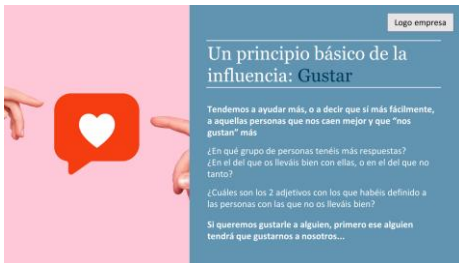 Logo empresa
Un principio básico de la
influencia: Gustar
Tendemos a ayudar más, o a decir que sí más fácilmente,
a aquellas personas que nos caen mejor y que “nos
gustan” más
¿En qué grupo de personas tenéis más respuestas?
¿En el del que os lleváis bien con ellas, o en el del que no
tanto?
¿Cuáles son los 2 adjetivos con los que habéis definido a
las personas con las que no os lleváis bien?
Si queremos gustarle a alguien, primero ese alguien
tendrá que gustarnos a nosotros...